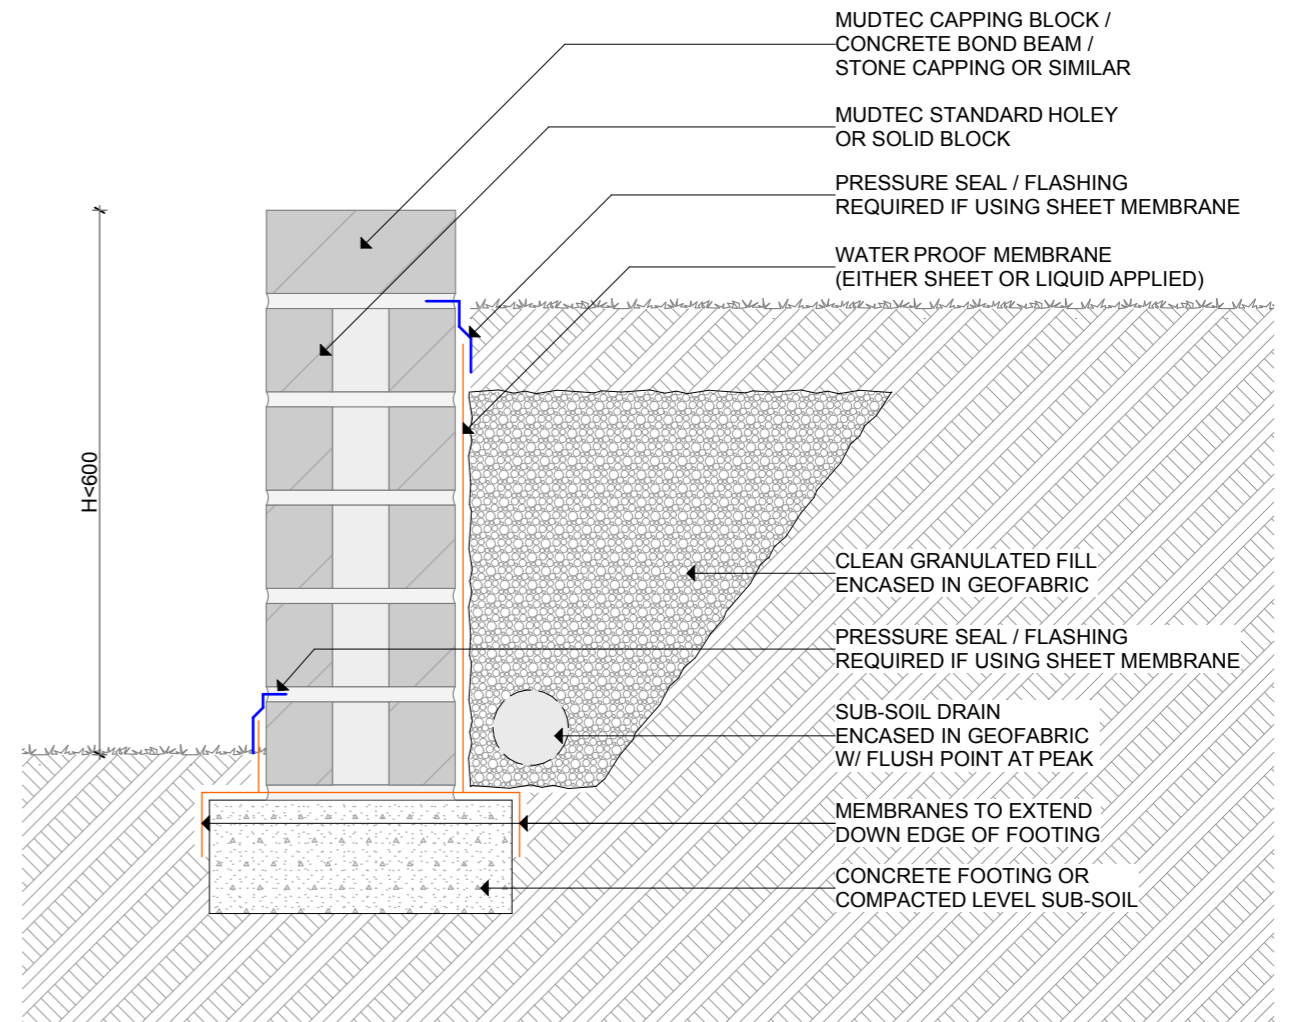 MUDTEC CAPPING BLOCK /
CONCRETE BOND BEAM /
STONE CAPPING OR SIMILAR
MUDTEC STANDARD HOLEY
OR SOLID BLOCK
PRESSURE SEAL / FLASHING
REQUIRED IF USING SHEET MEMBRANE
WATER PROOF MEMBRANE
(EITHER SHEET OR LIQUID APPLIED)
H<600
CLEAN GRANULATED FILL
ENCASED IN GEOFABRIC
PRESSURE SEAL / FLASHING
REQUIRED IF USING SHEET MEMBRANE
SUB-SOIL DRAIN
ENCASED IN GEOFABRIC
W/ FLUSH POINT AT PEAK
MEMBRANES TO EXTEND
DOWN EDGE OF FOOTING
CONCRETE FOOTING OR
COMPACTED LEVEL SUB-SOIL